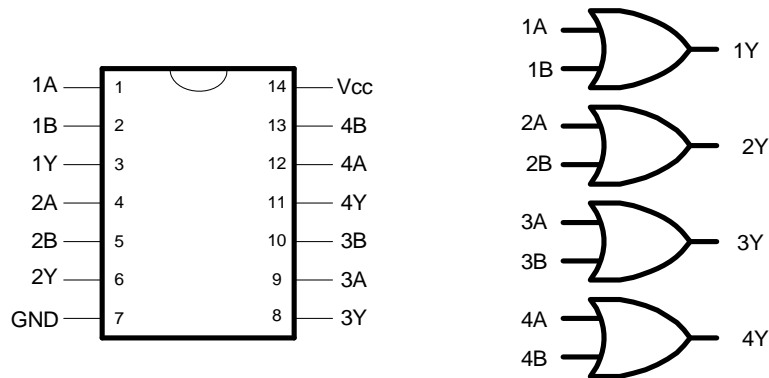 1A 1 14 Vcc
1B 2 13 4B
1Y 3 12 4A
2A 4 11 4Y
2B 5 10 3B
2Y 6 9 3A
GND 7 8 3Y
1A
1B
1Y
2A
2B
2Y
3A
3B
3Y
4A
4B
4Y